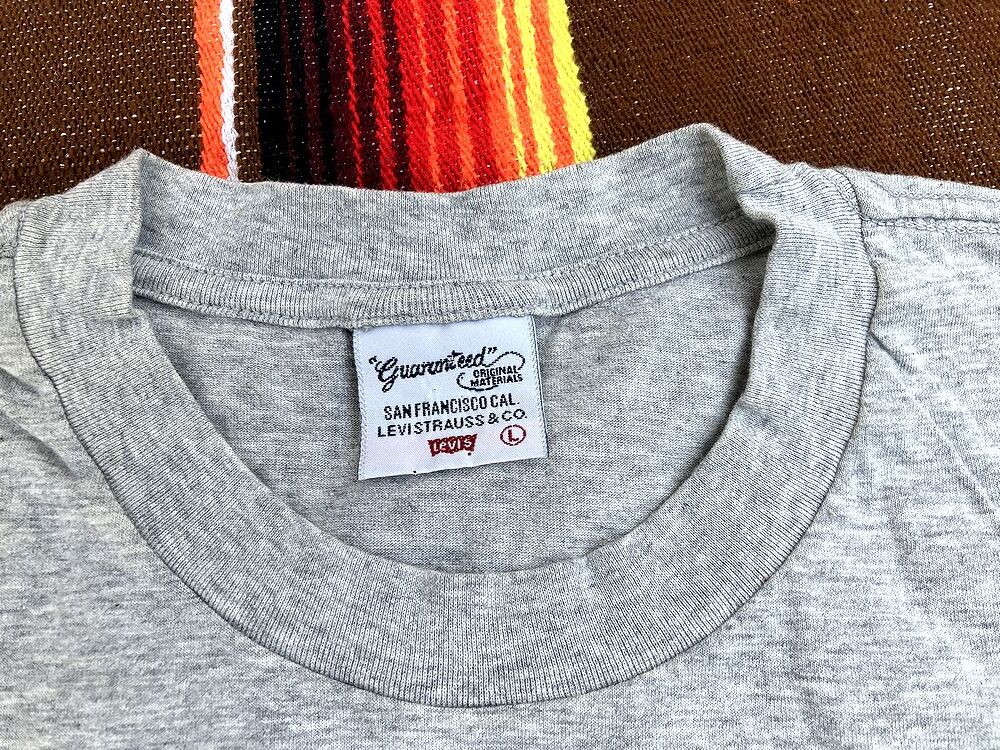 "Guaranteed"
ORIGINAL
MATERIALS
SAN FRANCISCO CAL.
LEVI STRAUSS & CO.
Levi's L